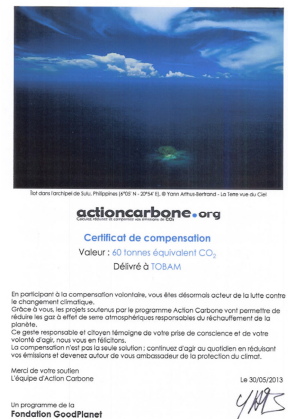 Îlot dans l'archipel de Sulu, Philippines (6°05' N - 20°54' E). © Yann Arthus-Bertrand - La Terre vue du Ciel
actioncarbone.org
Calculez, réduisez et compensez vos émissions de CO₂
Certificat de compensation
Valeur : 60 tonnes équivalent CO₂
Délivré à TOBAM
En participant à la compensation volontaire, vous êtes désormais acteur de la lutte contre
le changement climatique.
Grâce à vous, les projets soutenus par le programme Action Carbone vont permettre de
réduire les gaz à effet de serre atmosphériques responsables du réchauffement de la
planète.
Ce geste responsable et citoyen témoigne de votre prise de conscience et de votre
volonté d'agir, nous vous en félicitons.
La compensation n'est pas la seule solution : continuez d'agir au quotidien en réduisant
vos émissions et devenez autour de vous ambassadeur de la protection du climat.
Merci de votre soutien
L'équipe d'Action Carbone
Le 30/05/2013
Un programme de la
Fondation GoodPlanet